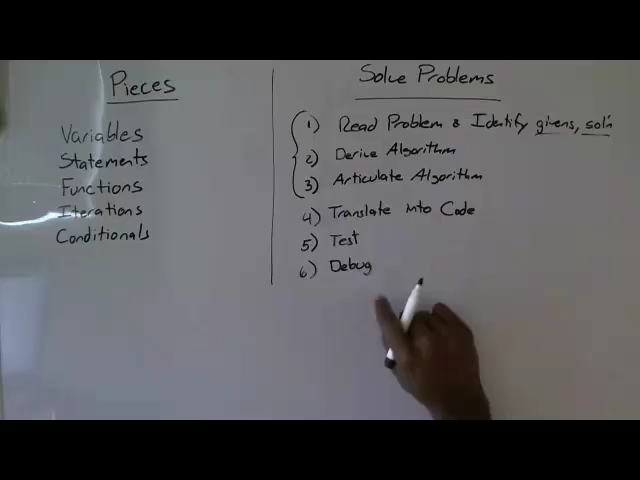 Pieces
Variables
Statements
Functions
Iterations
Conditionals
Solve Problems
1) Read Problem & Identify givens, sol'n
2) Derive Algorithm
3) Articulate Algorithm
4) Translate into Code
5) Test
6) Debug